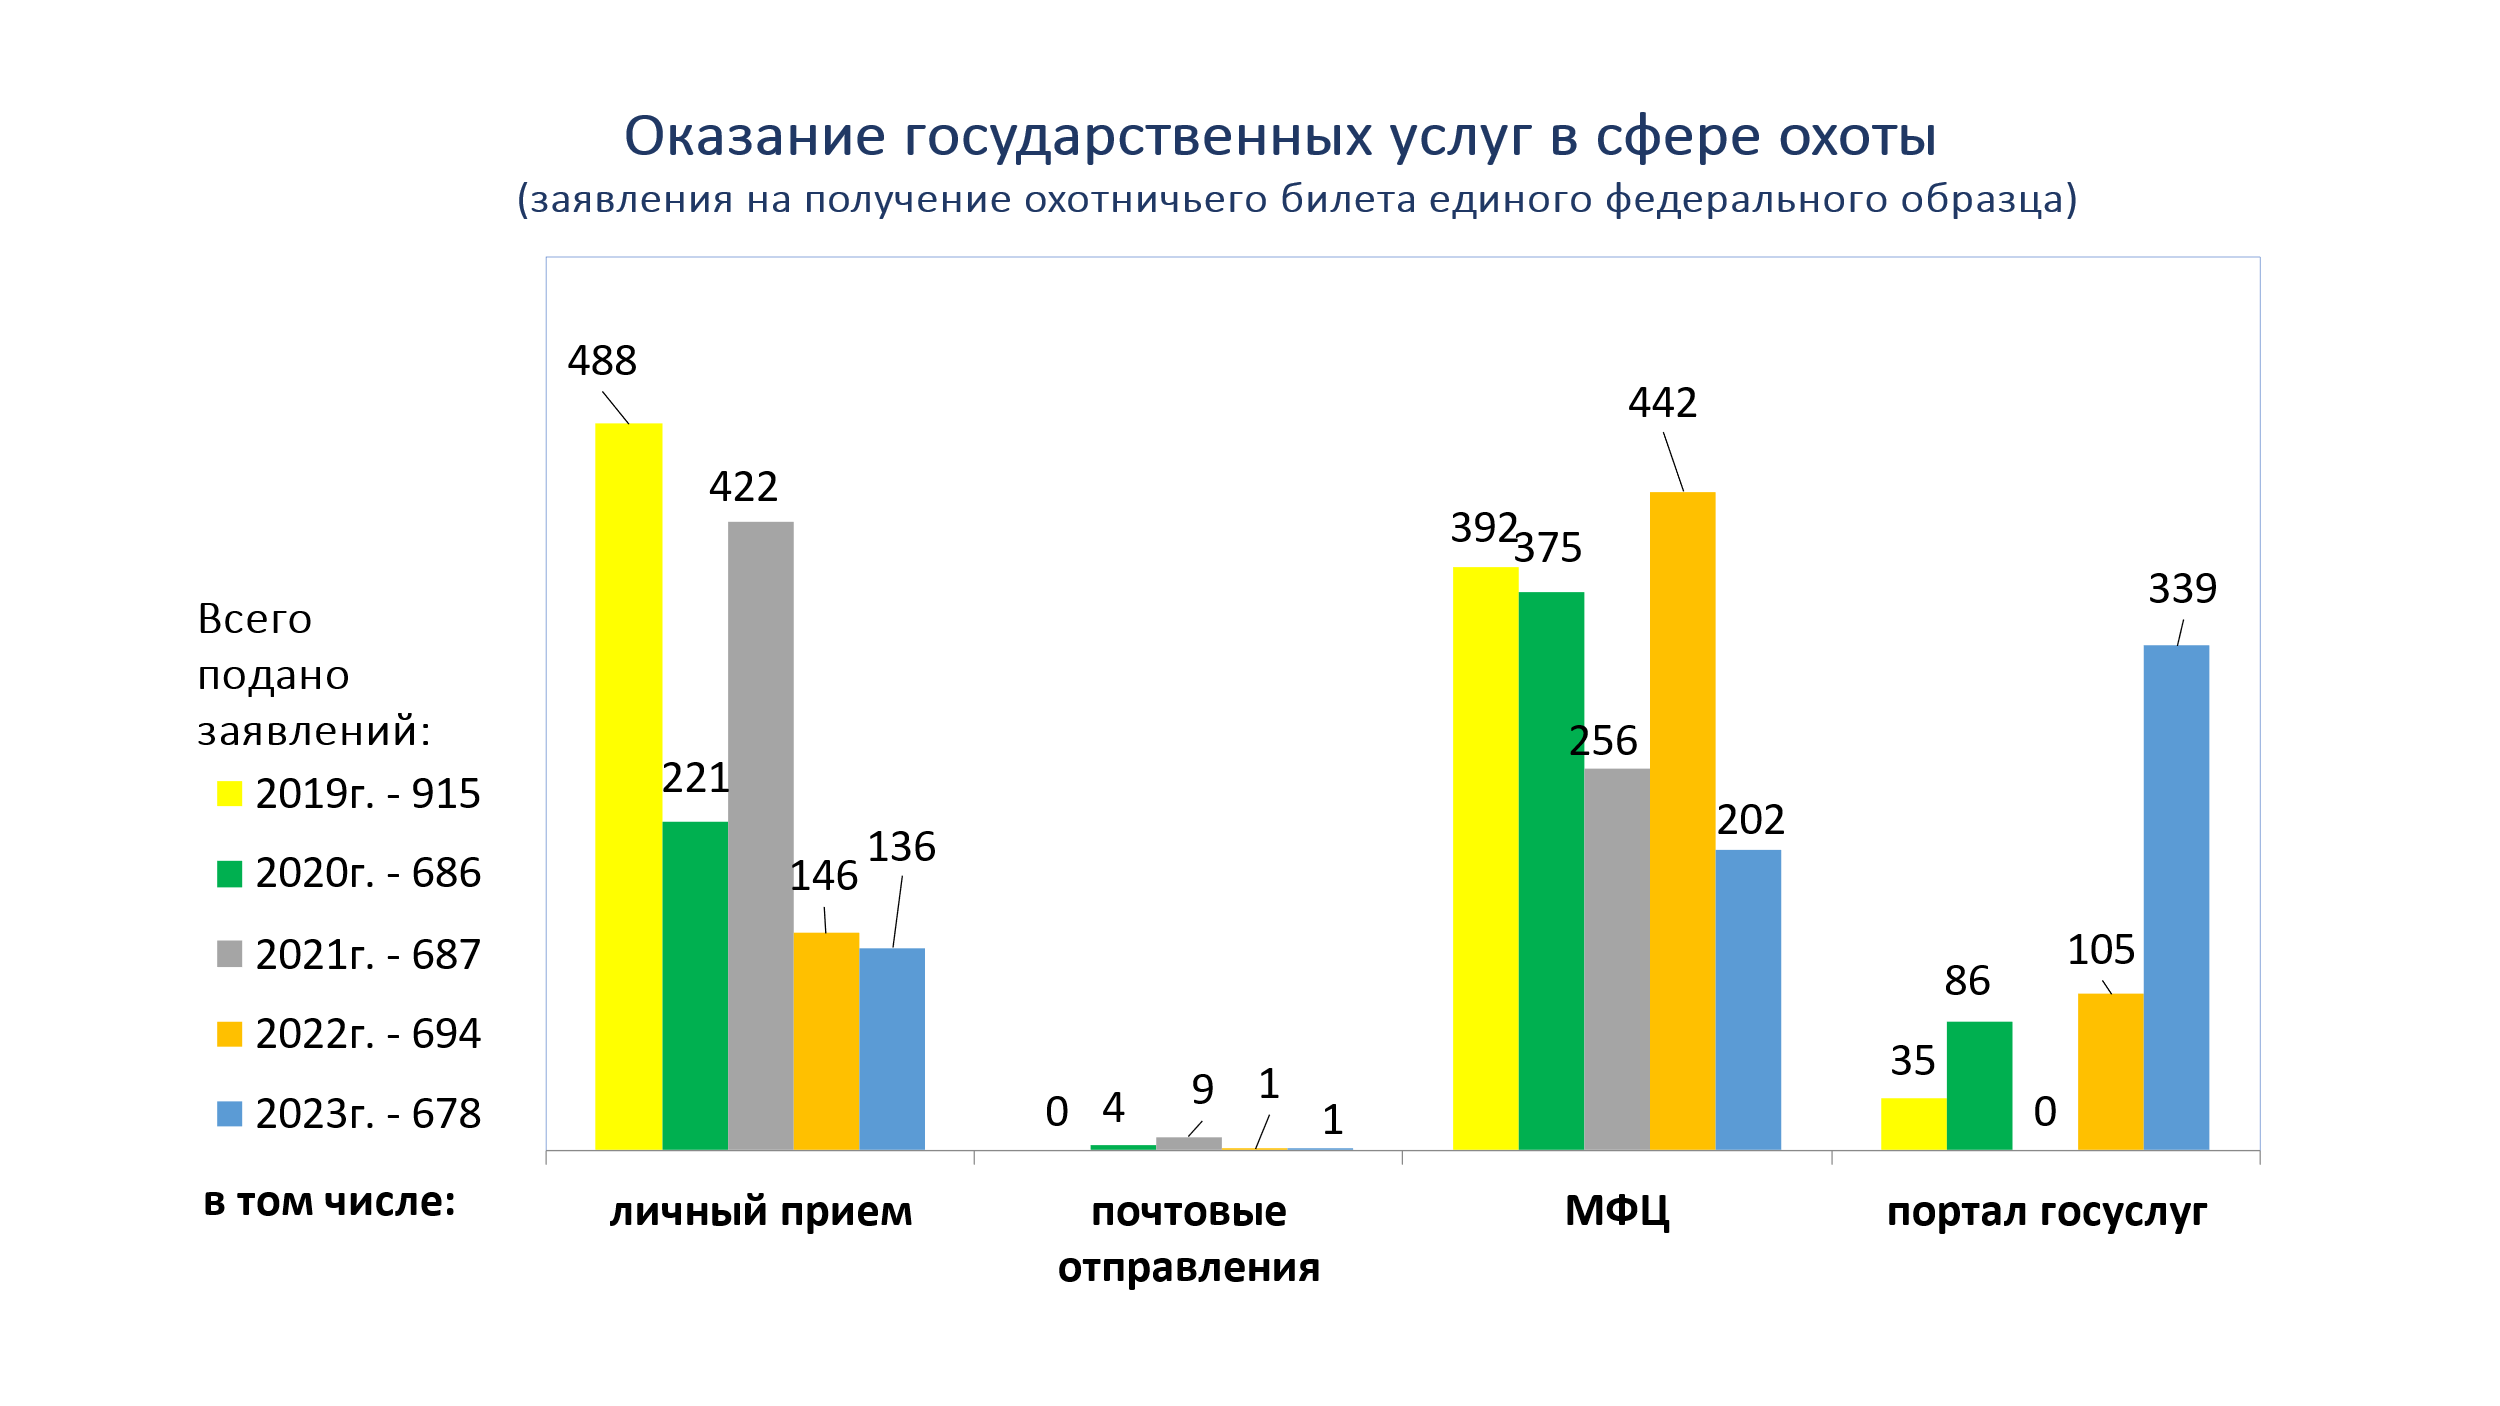 Оказание государственных услуг в сфере охоты
(заявления на получение охотничьего билета единого федерального образца)
Всего
подано
заявлений:
2019г. - 915
2020г. - 686
2021г. - 687
2022г. - 694
2023г. - 678
488
221
422
146
136
0
4
9
1
1
392
375
256
442
202
35
86
0
105
339
в том числе:
личный прием
почтовые
отправления
МФЦ
портал госуслуг